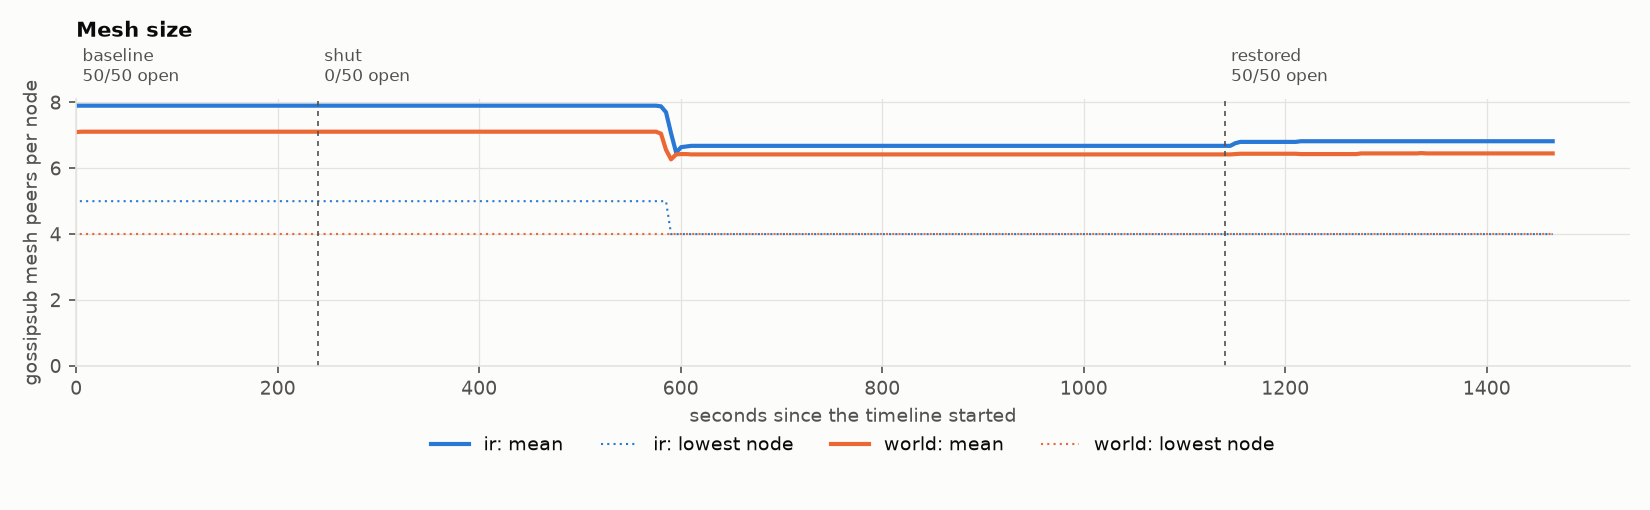 Mesh size
baseline
50/50 open
shut
0/50 open
restored
50/50 open
gossipsub mesh peers per node
8
6
4
2
0
0 200 400 600 800 1000 1200 1400
seconds since the timeline started
ir: mean ir: lowest node world: mean world: lowest node